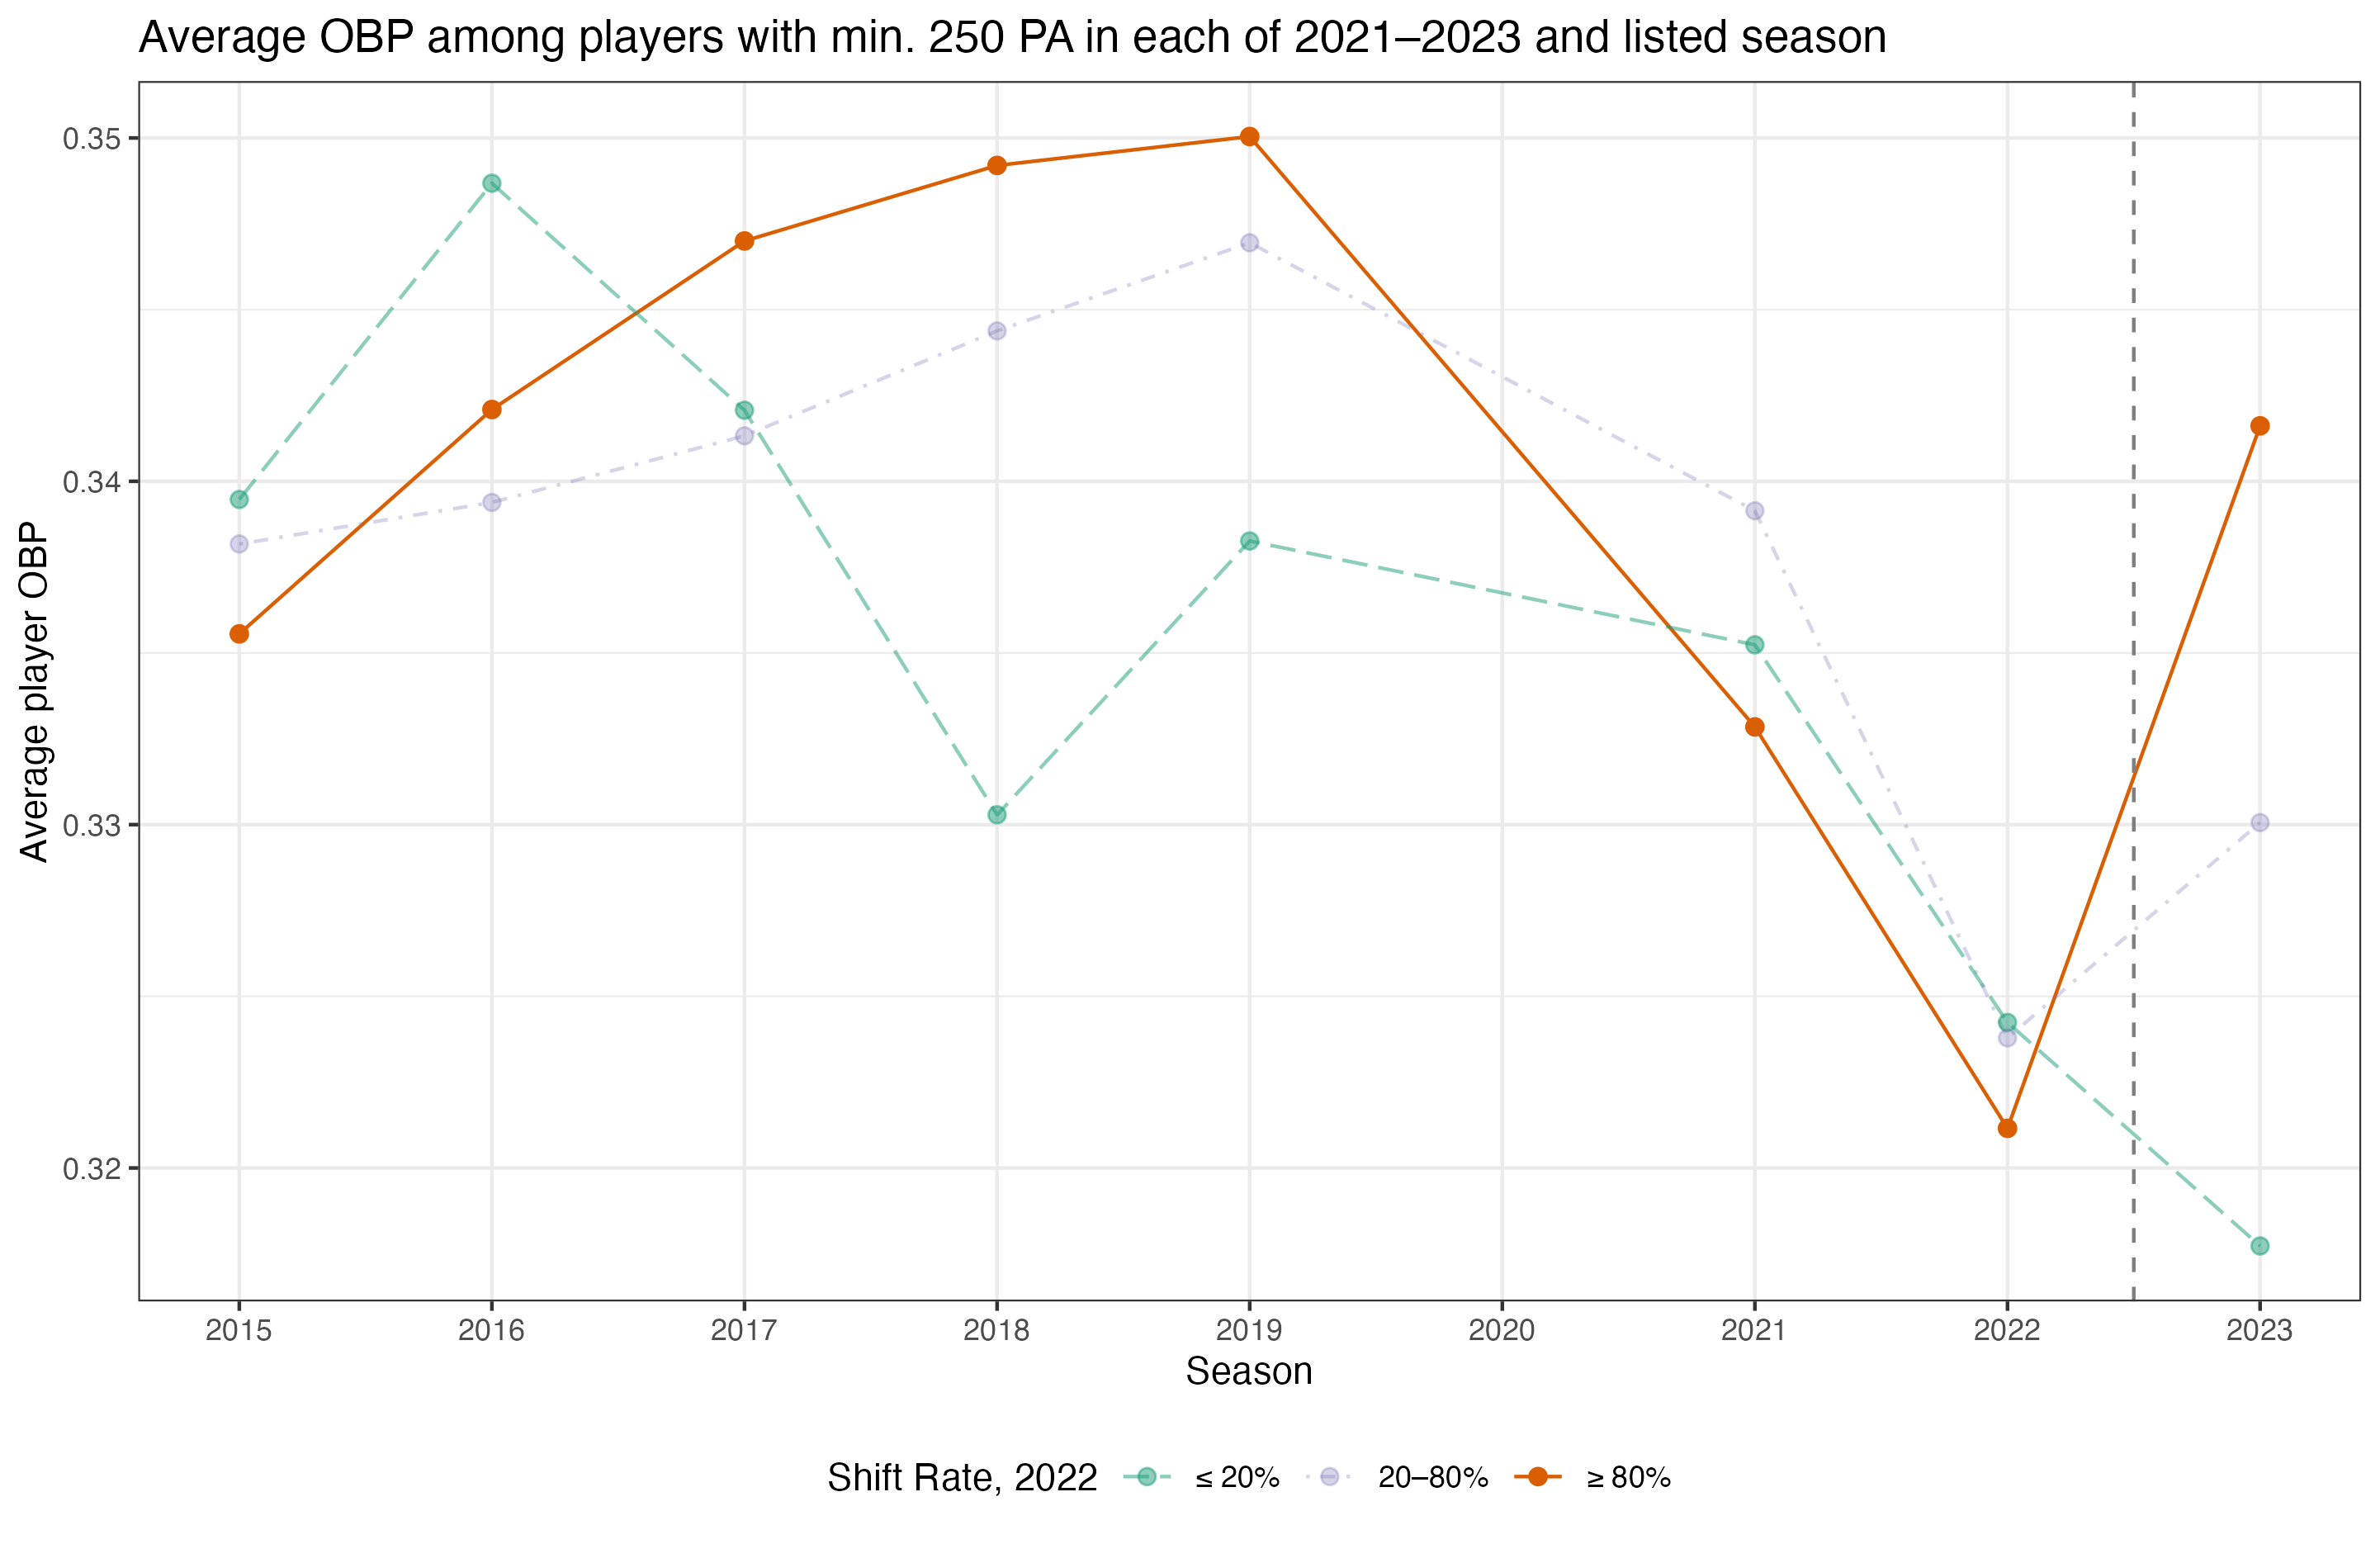 Average OBP among players with min. 250 PA in each of 2021–2023 and listed season
Average player OBP
0.35
0.34
0.33
0.32
2015 2016 2017 2018 2019 2020 2021 2022 2023
Season
Shift Rate, 2022 ≤ 20% 20–80% ≥ 80%